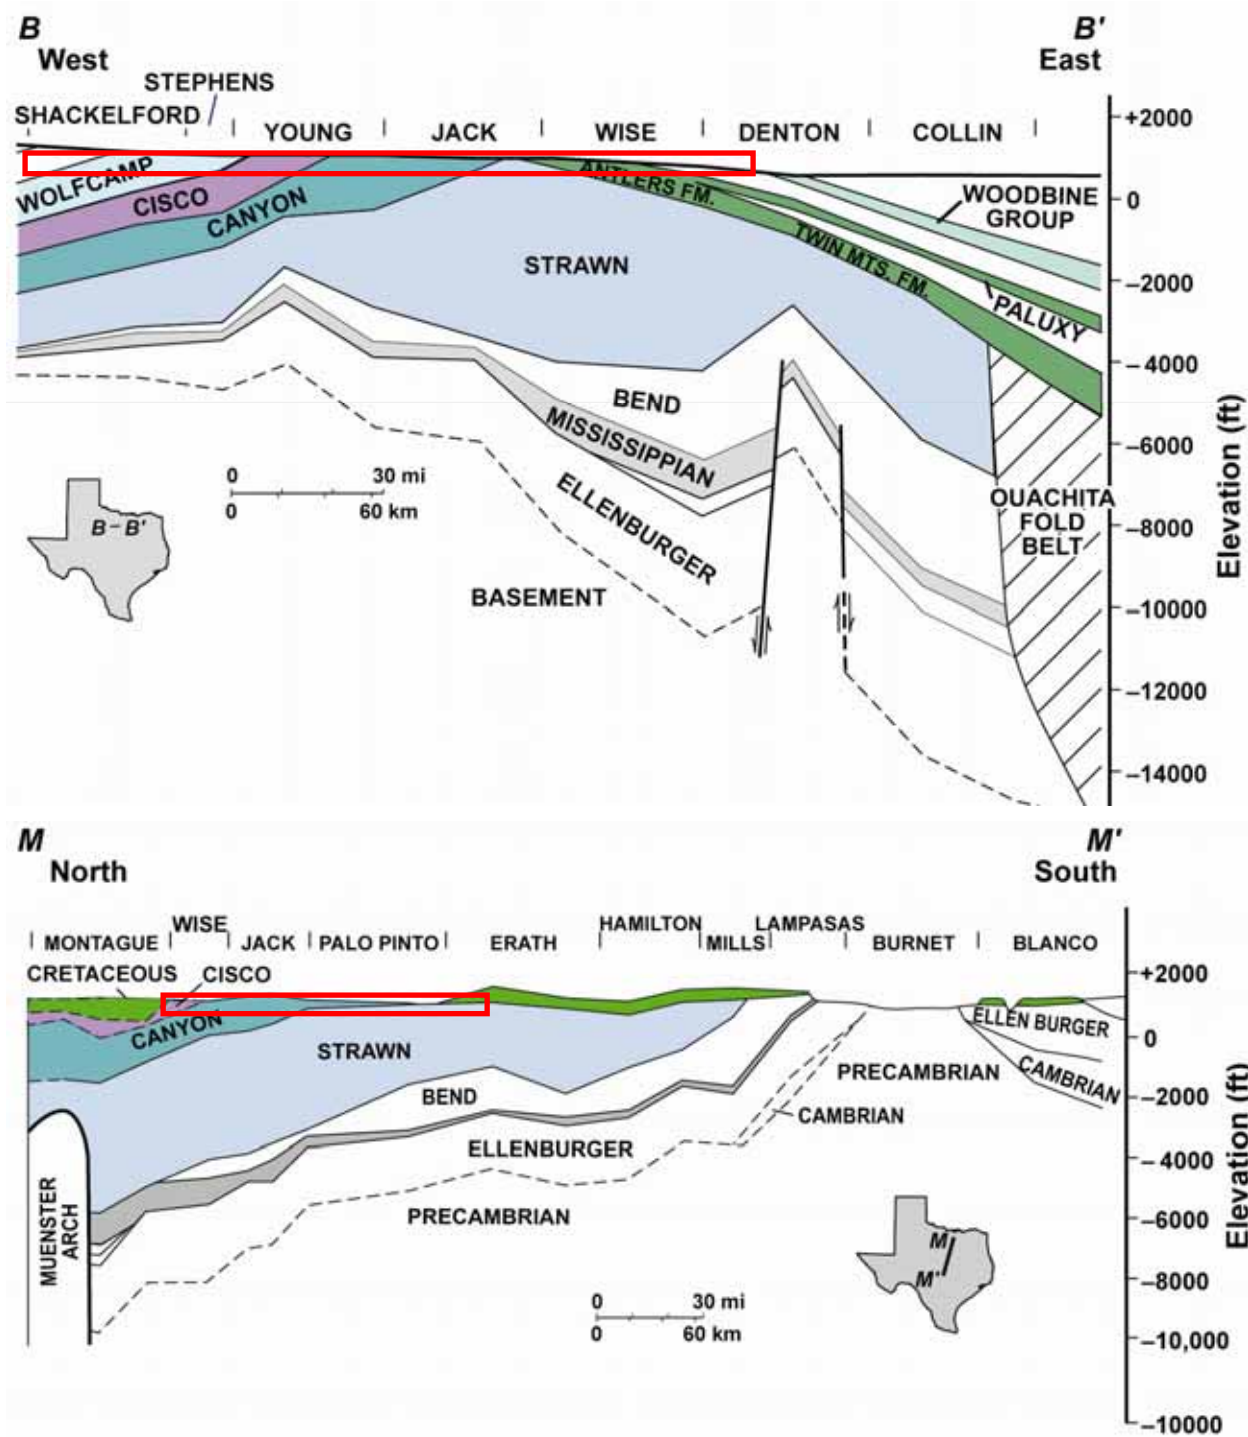 B
West
B'
East
STEPHENS
SHACKELFORD
YOUNG
JACK
WISE
DENTON
COLLIN
+2000
0
–2000
–4000
–6000
–8000
–10000
–12000
–14000
Elevation (ft)
WOLFCAMP
CISCO
CANYON
STRAWN
ANTLERS FM.
TWIN MTS. FM.
WOODBINE
GROUP
PALUXY
BEND
MISSISSIPPIAN
ELLENBURGER
BASEMENT
OUACHITA
FOLD
BELT
0 30 mi
0 60 km
B – B'
M
North
M'
South
WISE
HAMILTON
LAMPASAS
MONTAGUE
JACK
PALO PINTO
ERATH
MILLS
BURNET
BLANCO
CRETACEOUS
CISCO
+2000
0
–2000
– 4000
–6000
–8000
–10,000
–10000
Elevation (ft)
CANYON
STRAWN
BEND
ELLENBURGER
PRECAMBRIAN
MUENSTER
ARCH
PRECAMBRIAN
CAMBRIAN
ELLEN BURGER
CAMBRIAN
0 30 mi
0 60 km
M
M'